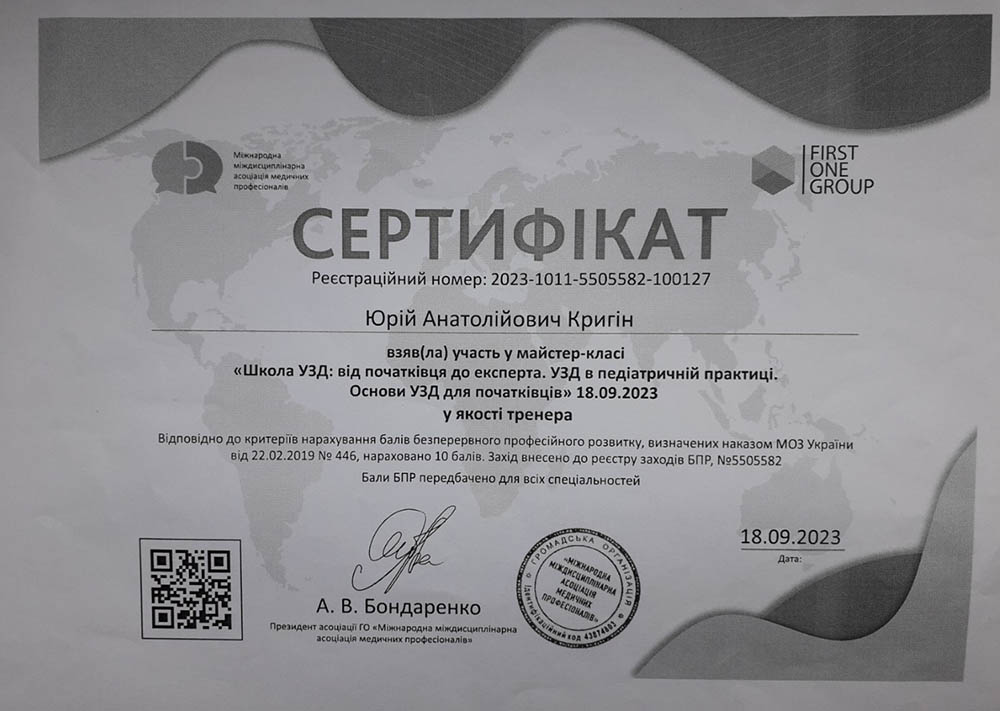 Міжнародна
міждисциплінарна
асоціація медичних
професіоналів
FIRST
ONE
GROUP
СЕРТИФІКАТ
Реєстраційний номер: 2023-1011-5505582-100127
Юрій Анатолійович Кригін
взяв(ла) участь у майстер-класі
«Школа УЗД: від початківця до експерта. УЗД в педіатричній практиці.
Основи УЗД для початківців» 18.09.2023
у якості тренера
Відповідно до критеріїв нарахування балів безперервного професійного розвитку, визначених наказом МОЗ України
від 22.02.2019 № 446, нараховано 10 балів. Захід внесено до реєстру заходів БПР, №5505582
Бали БПР передбачено для всіх спеціальностей
18.09.2023
Дата:
А. В. Бондаренко
Президент асоціації ГО «Міжнародна міждисциплінарна
асоціація медичних професіоналів»
ГРОМАДСЬКА ОРГАНІЗАЦІЯ
«МІЖНАРОДНА
МІЖДИСЦИПЛІНАРНА
АСОЦІАЦІЯ
МЕДИЧНИХ
ПРОФЕСІОНАЛІВ»
Ідентифікаційний код